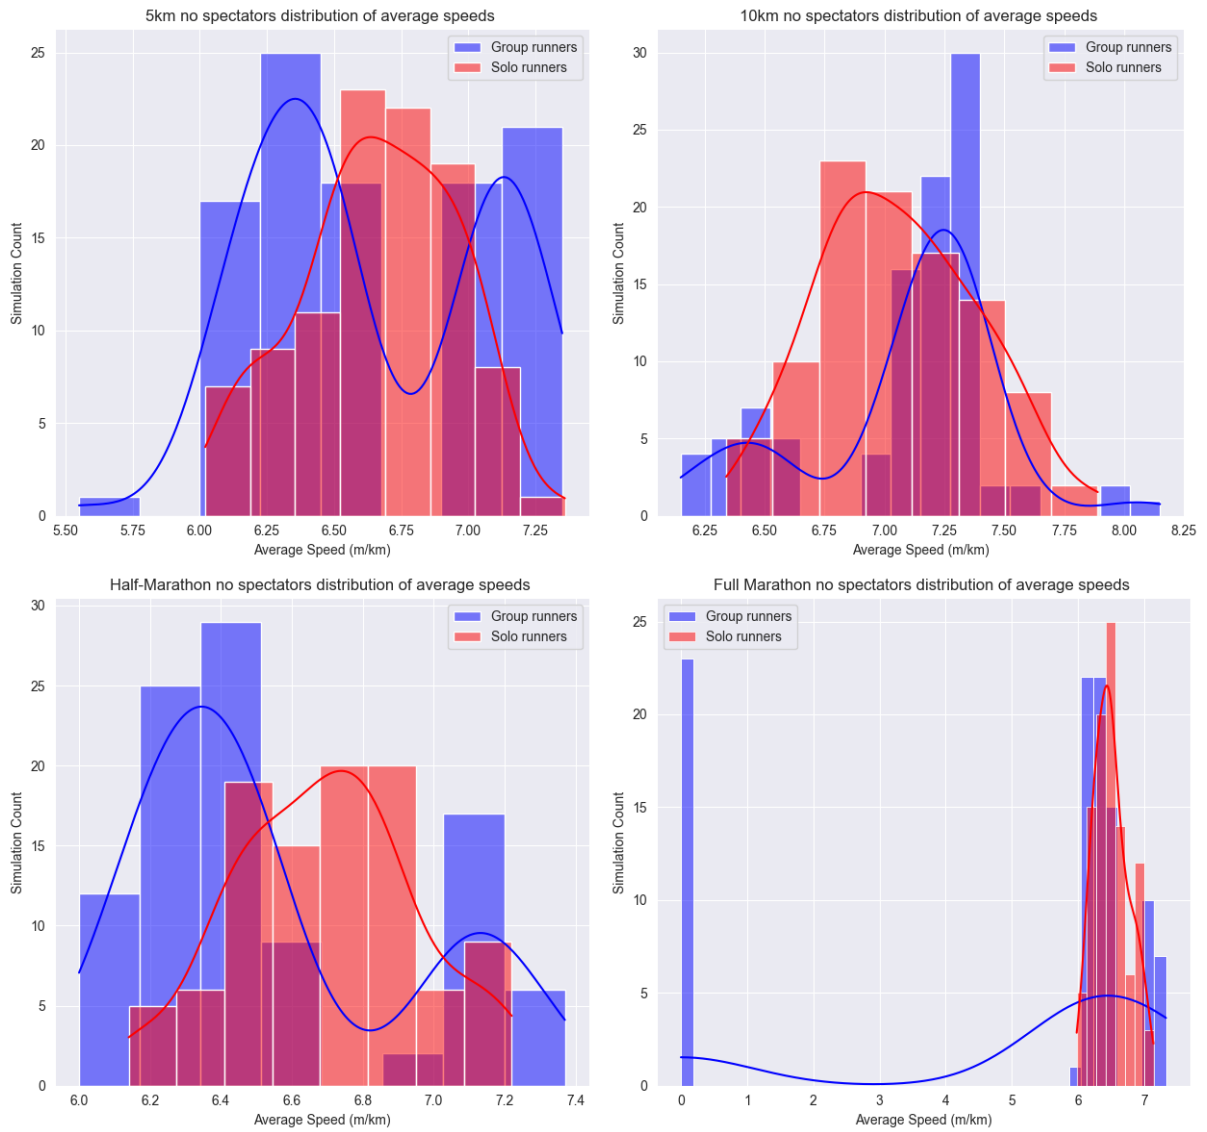 5km no spectators distribution of average speeds
Group runners
Solo runners
Simulation Count
25
20
15
10
5
0
5.50 5.75 6.00 6.25 6.50 6.75 7.00 7.25
Average Speed (m/km)
10km no spectators distribution of average speeds
Group runners
Solo runners
Simulation Count
30
25
20
15
10
5
0
6.25 6.50 6.75 7.00 7.25 7.50 7.75 8.00 8.25
Average Speed (m/km)
Half-Marathon no spectators distribution of average speeds
Group runners
Solo runners
Simulation Count
30
25
20
15
10
5
0
6.0 6.2 6.4 6.6 6.8 7.0 7.2 7.4
Average Speed (m/km)
Full Marathon no spectators distribution of average speeds
Group runners
Solo runners
Simulation Count
25
20
15
10
5
0
0 1 2 3 4 5 6 7
Average Speed (m/km)